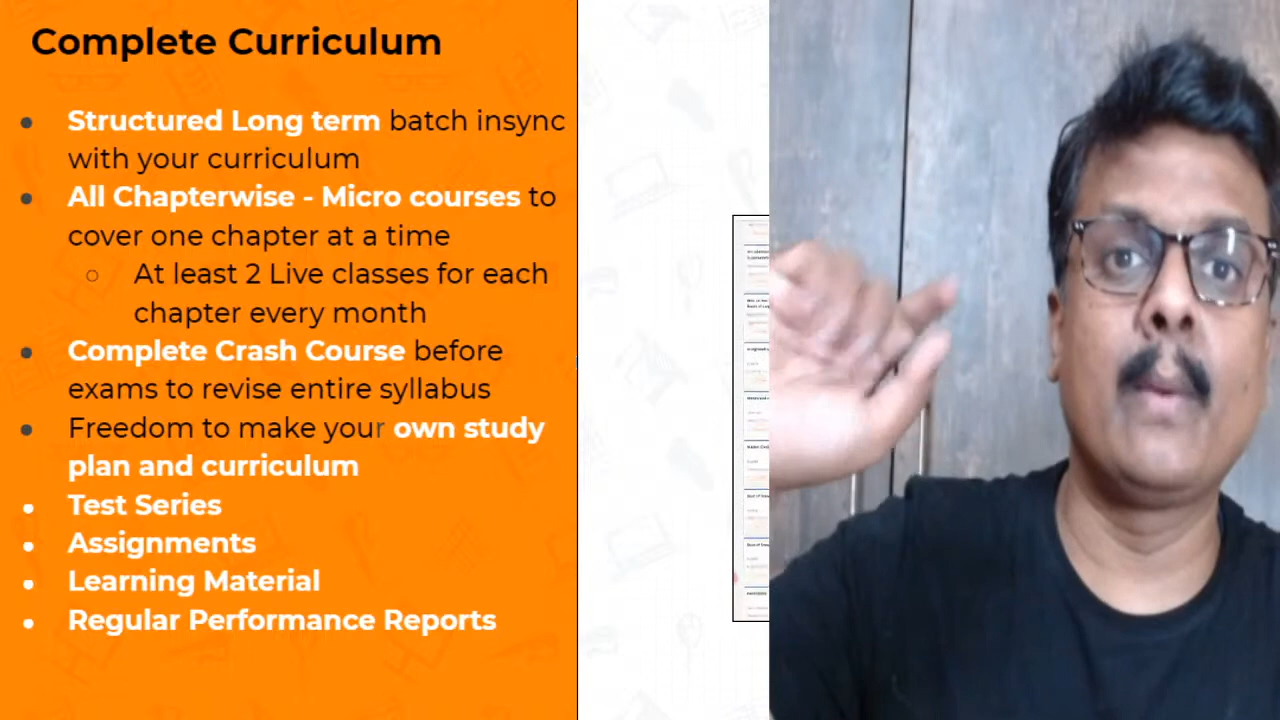 Complete Curriculum
Structured Long term batch insync
with your curriculum
All Chapterwise - Micro courses to
cover one chapter at a time
At least 2 Live classes for each
chapter every month
Complete Crash Course before
exams to revise entire syllabus
Freedom to make your own study
plan and curriculum
Test Series
Assignments
Learning Material
Regular Performance Reports